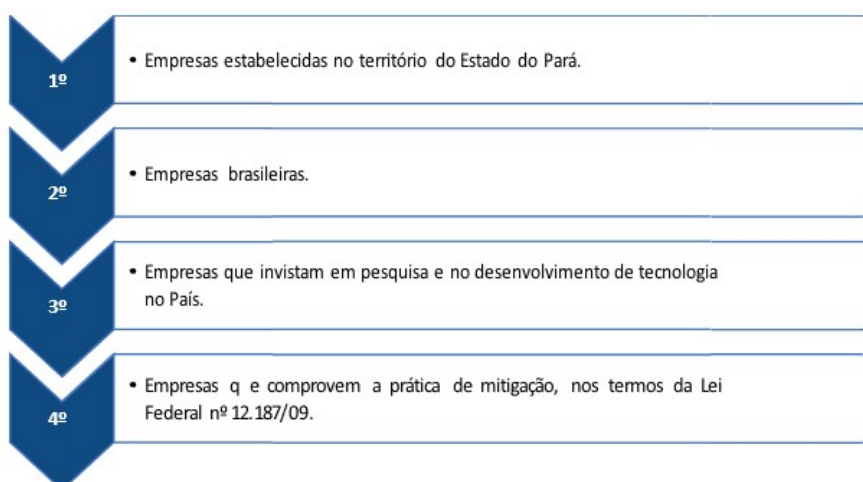 1º
• Empresas estabelecidas no território do Estado do Pará.
2º
• Empresas brasileiras.
3º
• Empresas que invistam em pesquisa e no desenvolvimento de tecnologia
no País.
4º
• Empresas q e comprovem a prática de mitigação, nos termos da Lei
Federal nº 12.187/09.